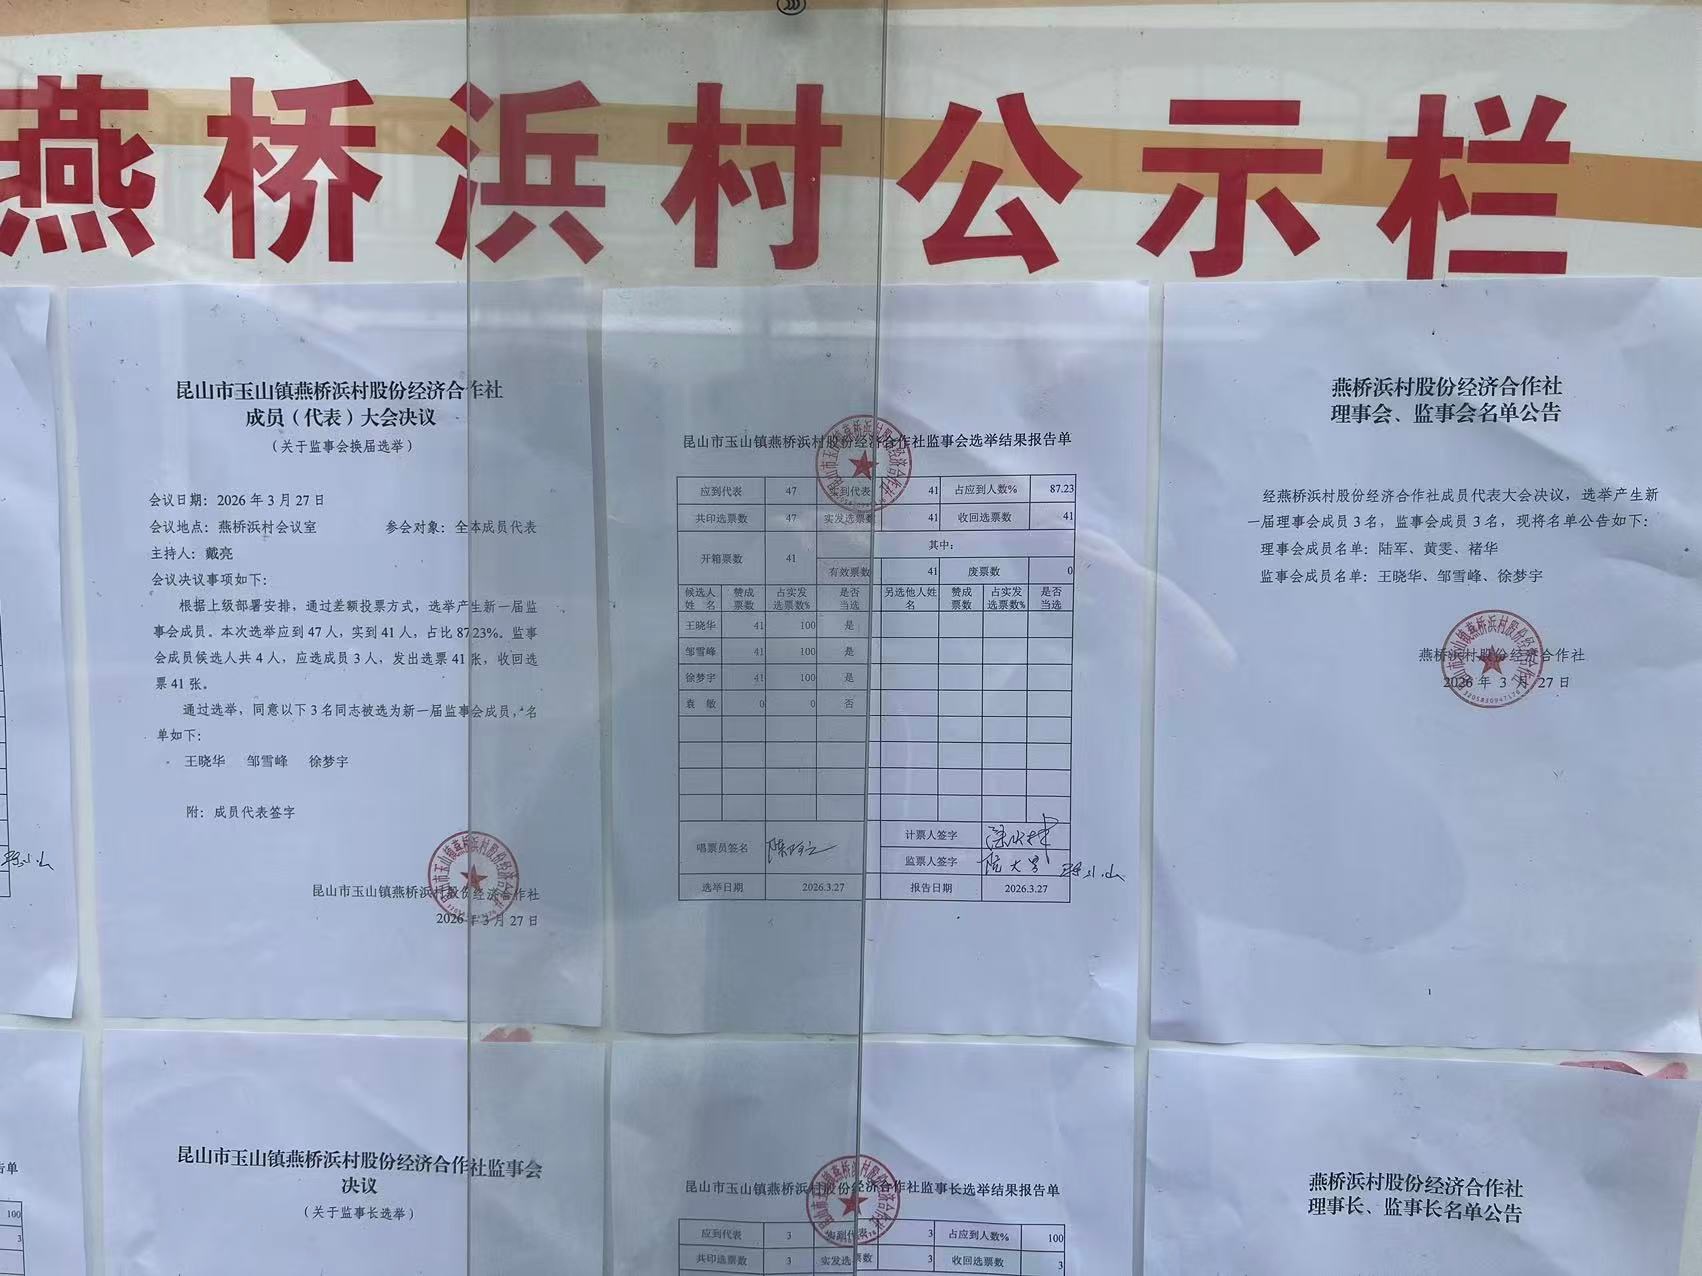 燕桥浜村公示栏
昆山市玉山镇燕桥浜村股份经济合作社
成员（代表）大会决议
（关于监事会换届选举）
会议日期：2026年3月27日
会议地点：燕桥浜村会议室 参会对象：全体成员代表
主持人：戴亮
会议决议事项如下：
根据上级部署安排，通过差额投票方式，选举产生新一届监
事会成员。本次选举应到47人，实到41人，占比87.23%。监事
会成员候选人共4人，应选成员3人，发出选票41张，收回选
票41张。
通过选举，同意以下3名同志被选为新一届监事会成员，名
单如下：
王晓华 邹雪峰 徐梦宇
附：成员代表签字
昆山市玉山镇燕桥浜村股份经济合作社
2026年3月27日
昆山市玉山镇燕桥浜村股份经济合作社监事会选举结果报告单
应到代表 47 实到代表 41 占应到人数% 87.23
共印选票数 47 实发选票数 41 收回选票数 41
开箱票数 41 其中：
有效票数 41 废票数 0
候选人姓名 赞成票数 占实发选票数% 是否当选 另选他人姓名 赞成票数 占实发选票数% 是否当选
王晓华 41 100 是
邹雪峰 41 100 是
徐梦宇 41 100 是
袁敏 0 0 否
唱票员签名 计票人签字
监票人签字
选举日期 2026.3.27 报告日期 2026.3.27
燕桥浜村股份经济合作社
理事会、监事会名单公告
经燕桥浜村股份经济合作社成员代表大会决议，选举产生新
一届理事会成员3名，监事会成员3名，现将名单公告如下：
理事会成员名单：陆军、黄雯、褚华
监事会成员名单：王晓华、邹雪峰、徐梦宇
燕桥浜村股份经济合作社
2026年3月27日
1
告单
100
3
昆山市玉山镇燕桥浜村股份经济合作社监事会
决议
（关于监事长选举）
昆山市玉山镇燕桥浜村股份经济合作社监事长选举结果报告单
应到代表 3 实到代表 3 占应到人数% 100
共印选票数 3 实发选票数 3 收回选票数 3
燕桥浜村股份经济合作社
理事长、监事长名单公告